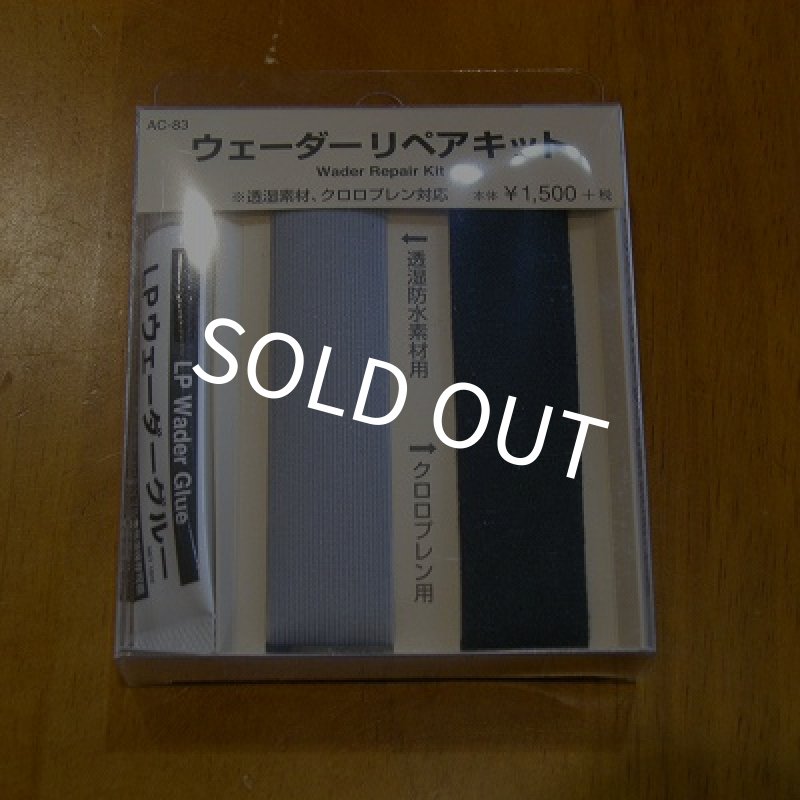 AC-83
ウェーダーリペアキット
Wader Repair Kit
※透湿素材、クロロプレン対応
本体 ¥1,500+税
←透湿防水素材用
→クロロプレン用
LPウェーダーグルー
LP Wader Glue
SOLD OUT